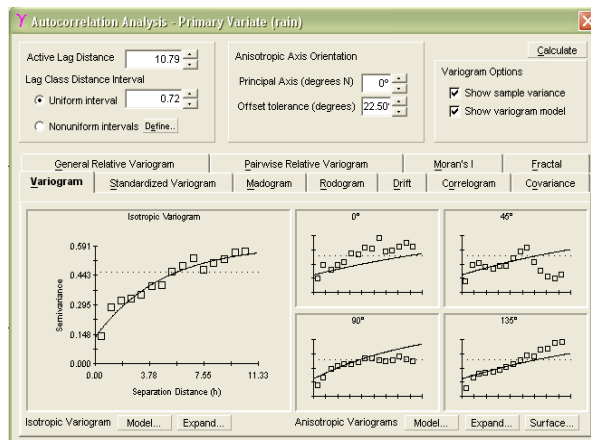 Autocorrelation Analysis - Primary Variate (rain)
Active Lag Distance 10.79
Lag Class Distance Interval
Uniform interval 0.72
Nonuniform intervals Define..
Anisotropic Axis Orientation
Principal Axis (degrees N) 0°
Offset tolerance (degrees) 22.50°
Calculate
Variogram Options
Show sample variance
Show variogram model
General Relative Variogram Pairwise Relative Variogram Moran's I Fractal
Variogram Standardized Variogram Madogram Rodogram Drift Correlogram Covariance
Isotropic Variogram
0.591
0.443
0.295
0.148
0.000
Semivariance
0.00 3.78 7.55 11.33
Separation Distance (h)
0°
45°
90°
135°
Isotropic Variogram Model... Expand...
Anisotropic Variograms Model... Expand... Surface...